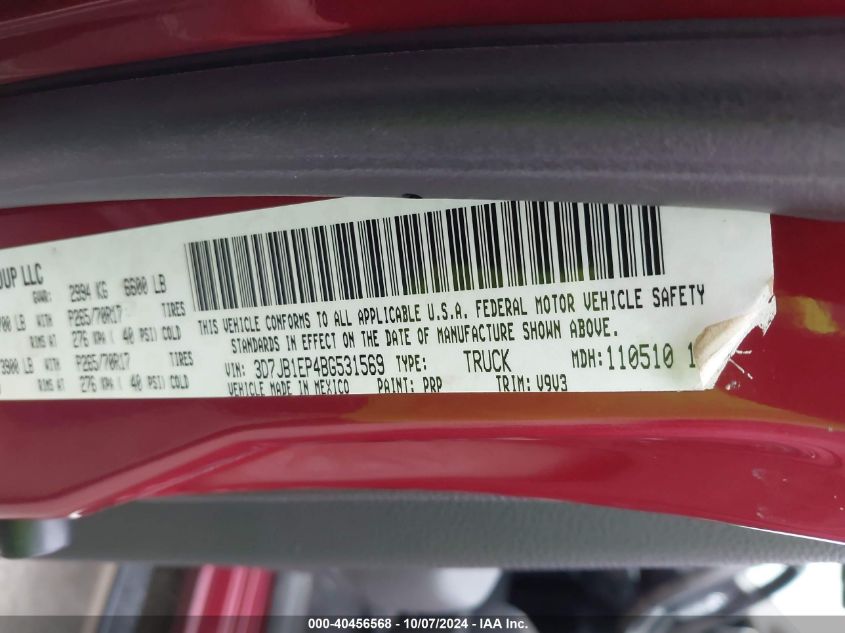 OUP LLC
GVWR: 2994 KG 6600 LB
700 LB WITH P265/70R17 TIRES
RIMS AT 276 KPA ( 40 PSI) COLD
3900 LB WITH P265/70R17 TIRES
RIMS AT 276 KPA ( 40 PSI) COLD
THIS VEHICLE CONFORMS TO ALL APPLICABLE U.S.A. FEDERAL MOTOR VEHICLE SAFETY
STANDARDS IN EFFECT ON THE DATE OF MANUFACTURE SHOWN ABOVE.
VIN: 3D7JB1EP4BG531569 TYPE: TRUCK MDH: 110510 1
VEHICLE MADE IN MEXICO PAINT: PRP TRIM: V9V3
000-40456568 - 10/07/2024 - IAA Inc.